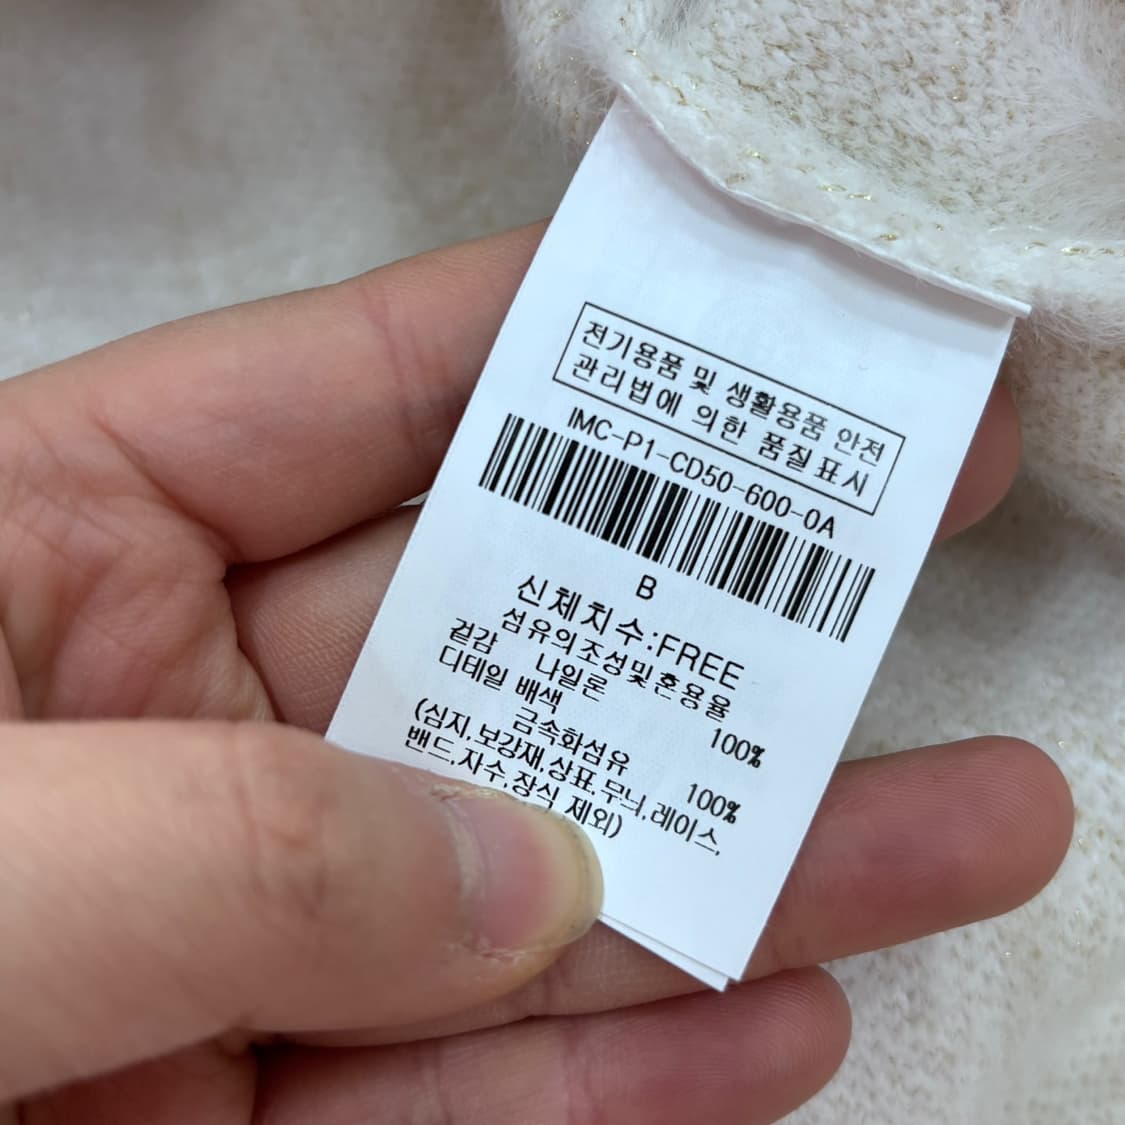 전기용품 및 생활용품 안전
관리법에 의한 품질표시
IMC-P1-CD50-600-0A
B
신체치수:FREE
섬유의조성및혼용율
겉감 나일론 100%
디테일 배색
금속화섬유 100%
(심지,보강재,상표,무늬,레이스,
밴드,자수,장식 제외)